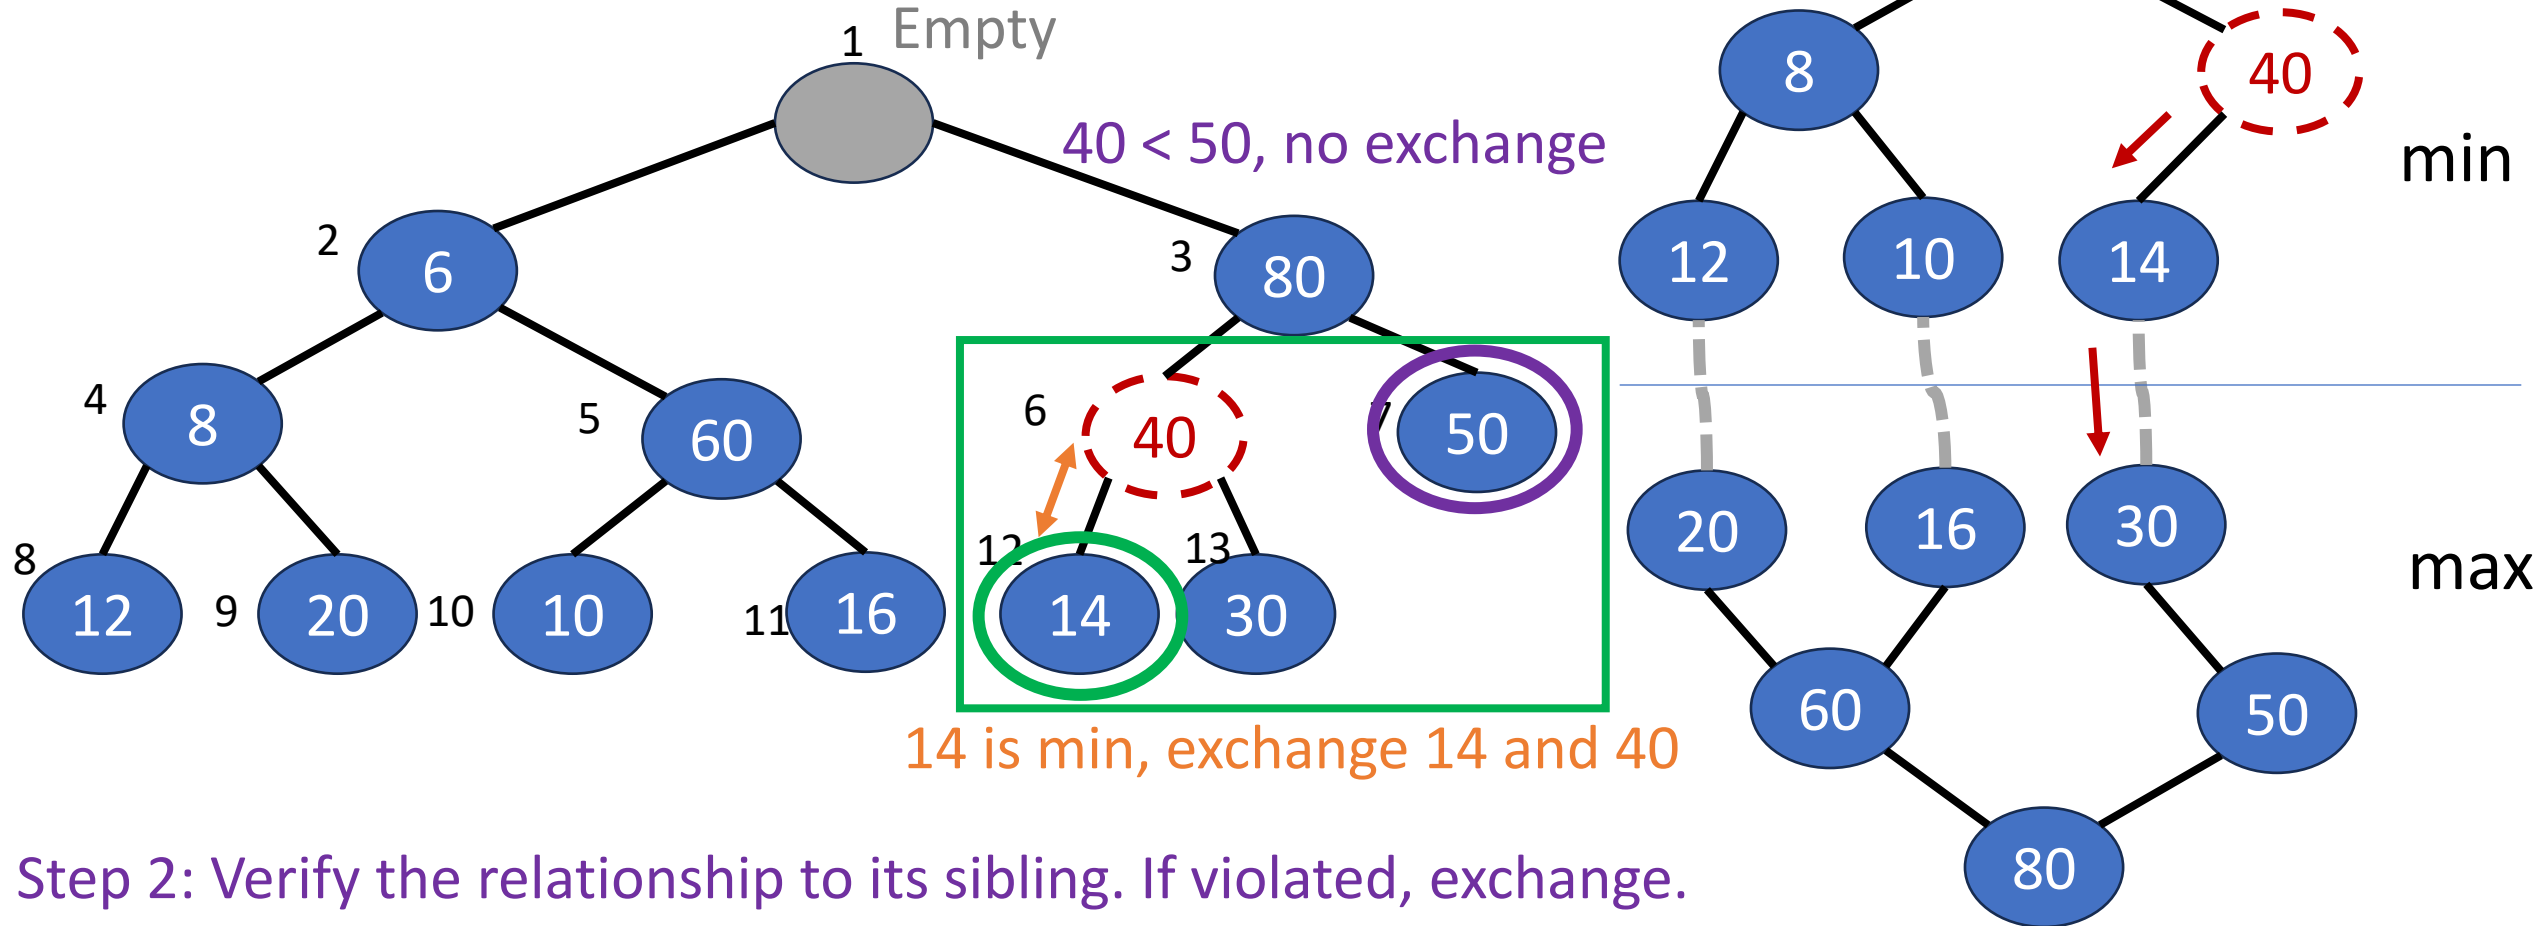 1 Empty
40 < 50, no exchange
2 6
3 80
4 8
5 60
6 40
7 50
8 12
9 20
10 10
11 16
12 14
13 30
14 is min, exchange 14 and 40
Step 2: Verify the relationship to its sibling. If violated, exchange.
8 40
min
12 10 14
20 16 30
max
60 50
80